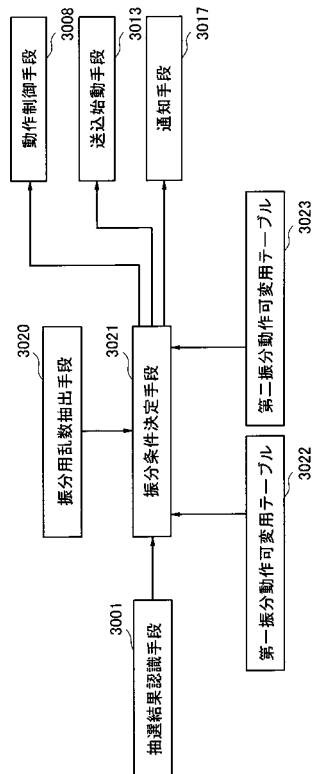 3001
抽選結果認識手段
3020
振分用乱数抽出手段
3021
振分条件決定手段
3022
第一振分動作可変用テーブル
3023
第二振分動作可変用テーブル
3008
動作制御手段
3013
送込始動手段
3017
通知手段